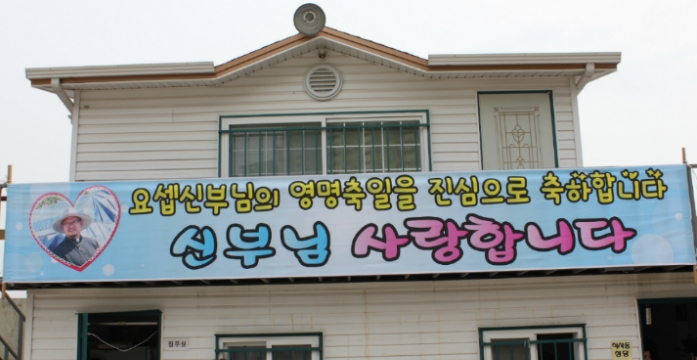 요셉신부님의 영명축일을 진심으로 축하합니다
신부님 사랑합니다